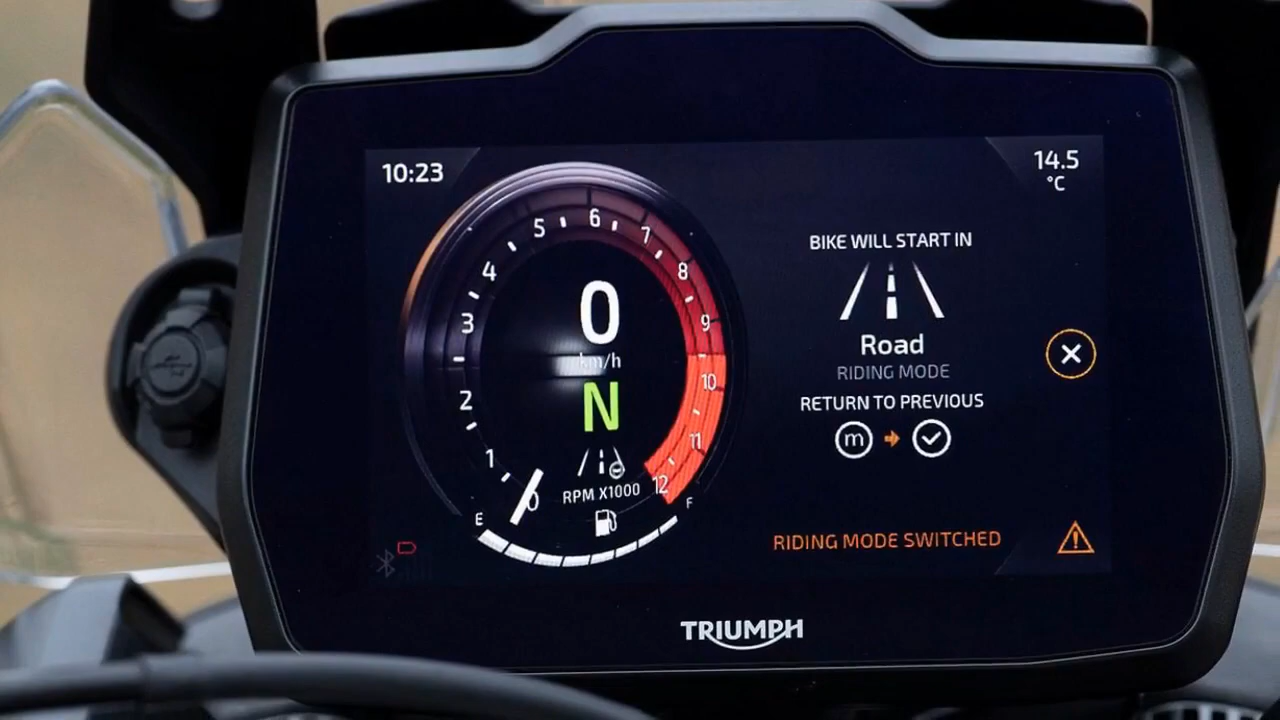 10:23
14.5
°C
5 6 7
4 8
3 9
2 10
1 11
0 12
0
km/h
N
RPM X1000
E F
BIKE WILL START IN
Road
RIDING MODE
RETURN TO PREVIOUS
m
RIDING MODE SWITCHED
TRIUMPH